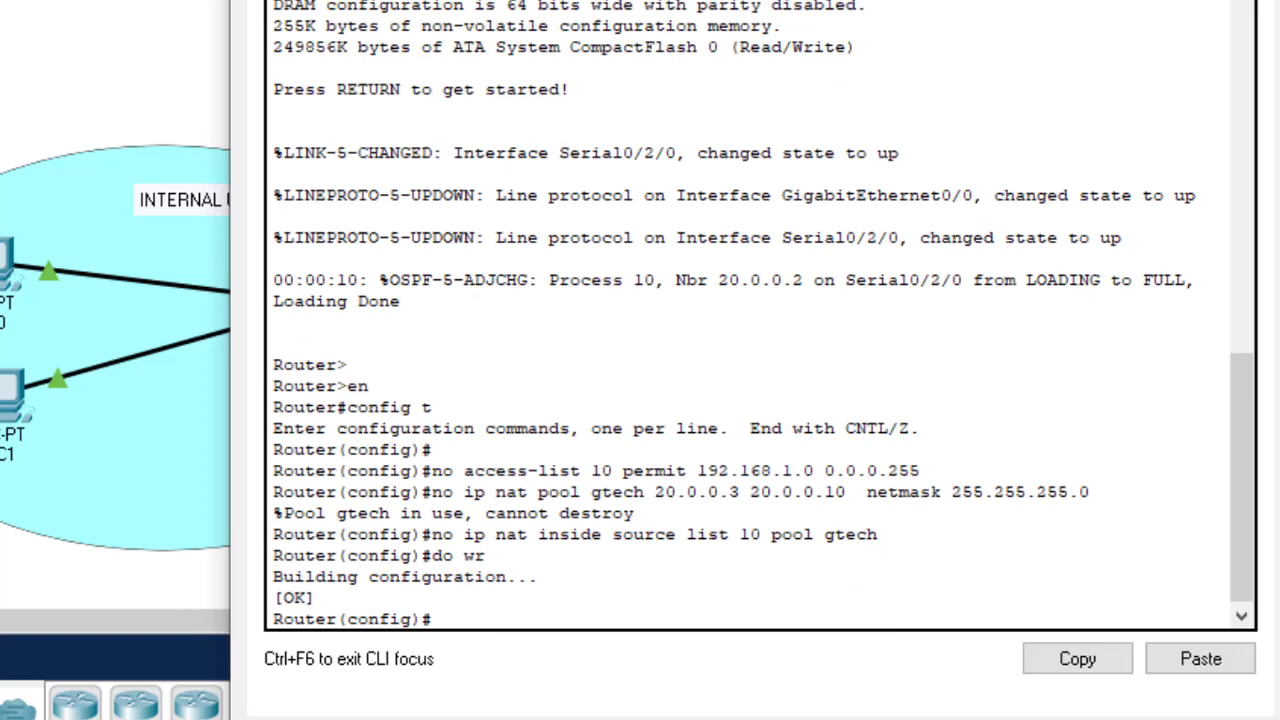 DRAM configuration is 64 bits wide with parity disabled.
255K bytes of non-volatile configuration memory.
249856K bytes of ATA System CompactFlash 0 (Read/Write)
Press RETURN to get started!
%LINK-5-CHANGED: Interface Serial0/2/0, changed state to up
%LINEPROTO-5-UPDOWN: Line protocol on Interface GigabitEthernet0/0, changed state to up
%LINEPROTO-5-UPDOWN: Line protocol on Interface Serial0/2/0, changed state to up
00:00:10: %OSPF-5-ADJCHG: Process 10, Nbr 20.0.0.2 on Serial0/2/0 from LOADING to FULL,
Loading Done
Router>
Router>en
Router#config t
Enter configuration commands, one per line.  End with CNTL/Z.
Router(config)#
Router(config)#no access-list 10 permit 192.168.1.0 0.0.0.255
Router(config)#no ip nat pool gtech 20.0.0.3 20.0.0.10  netmask 255.255.255.0
%Pool gtech in use, cannot destroy
Router(config)#no ip nat inside source list 10 pool gtech
Router(config)#do wr
Building configuration...
[OK]
Router(config)#
Ctrl+F6 to exit CLI focus
Copy
Paste
INTERNAL
PT
0
-PT
C1